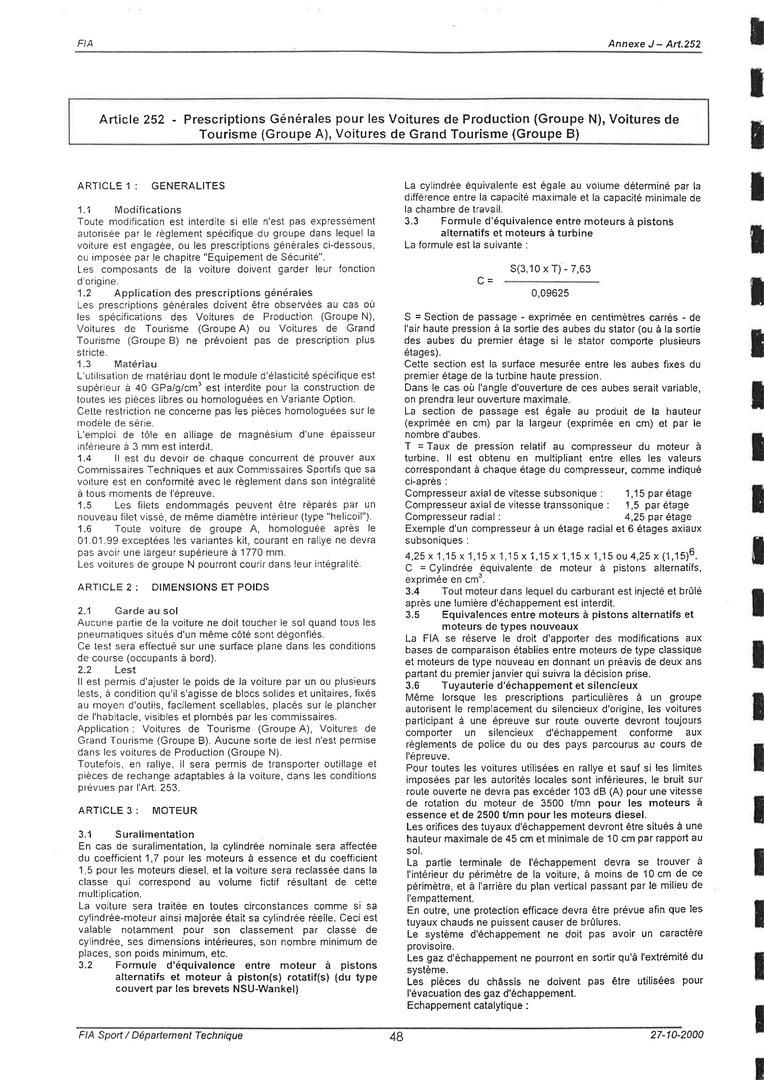 FIA
Annexe J – Art.252
Article 252 - Prescriptions Générales pour les Voitures de Production (Groupe N), Voitures de
Tourisme (Groupe A), Voitures de Grand Tourisme (Groupe B)
ARTICLE 1 : GENERALITES
1.1 Modifications
Toute modification est interdite si elle n'est pas expressément
autorisée par le règlement spécifique du groupe dans lequel la
voiture est engagée, ou les prescriptions générales ci-dessous,
ou imposée par le chapitre "Equipement de Sécurité".
Les composants de la voiture doivent garder leur fonction
d'origine.
1.2 Application des prescriptions générales
Les prescriptions générales doivent être observées au cas où
les spécifications des Voitures de Production (Groupe N),
Voitures de Tourisme (Groupe A) ou Voitures de Grand
Tourisme (Groupe B) ne prévoient pas de prescription plus
stricte.
1.3 Matériau
L'utilisation de matériau dont le module d'élasticité spécifique est
supérieur à 40 GPa/g/cm³ est interdite pour la construction de
toutes les pièces libres ou homologuées en Variante Option.
Cette restriction ne concerne pas les pièces homologuées sur le
modèle de série.
L'emploi de tôle en alliage de magnésium d'une épaisseur
inférieure à 3 mm est interdit.
1.4 Il est du devoir de chaque concurrent de prouver aux
Commissaires Techniques et aux Commissaires Sportifs que sa
voiture est en conformité avec le règlement dans son intégralité
à tous moments de l'épreuve.
1.5 Les filets endommagés peuvent être réparés par un
nouveau filet vissé, de même diamètre intérieur (type "helicoil").
1.6 Toute voiture de groupe A, homologuée après le
01.01.99 exceptées les variantes kit, courant en rallye ne devra
pas avoir une largeur supérieure à 1770 mm.
Les voitures de groupe N pourront courir dans leur intégralité.
ARTICLE 2 : DIMENSIONS ET POIDS
2.1 Garde au sol
Aucune partie de la voiture ne doit toucher le sol quand tous les
pneumatiques situés d'un même côté sont dégonflés.
Ce test sera effectué sur une surface plane dans les conditions
de course (occupants à bord).
2.2 Lest
Il est permis d'ajuster le poids de la voiture par un ou plusieurs
lests, à condition qu'il s'agisse de blocs solides et unitaires, fixés
au moyen d'outils, facilement scellables, placés sur le plancher
de l'habitacle, visibles et plombés par les commissaires.
Application : Voitures de Tourisme (Groupe A), Voitures de
Grand Tourisme (Groupe B). Aucune sorte de lest n'est permise
dans les voitures de Production (Groupe N).
Toutefois, en rallye, il sera permis de transporter outillage et
pièces de rechange adaptables à la voiture, dans les conditions
prévues par l'Art. 253.
ARTICLE 3 : MOTEUR
3.1 Suralimentation
En cas de suralimentation, la cylindrée nominale sera affectée
du coefficient 1,7 pour les moteurs à essence et du coefficient
1,5 pour les moteurs diesel, et la voiture sera reclassée dans la
classe qui correspond au volume fictif résultant de cette
multiplication.
La voiture sera traitée en toutes circonstances comme si sa
cylindrée-moteur ainsi majorée était sa cylindrée réelle. Ceci est
valable notamment pour son classement par classe de
cylindrée, ses dimensions intérieures, son nombre minimum de
places, son poids minimum, etc.
3.2 Formule d'équivalence entre moteur à pistons
alternatifs et moteur à piston(s) rotatif(s) (du type
couvert par les brevets NSU-Wankel)
La cylindrée équivalente est égale au volume déterminé par la
différence entre la capacité maximale et la capacité minimale de
la chambre de travail.
3.3 Formule d'équivalence entre moteurs à pistons
alternatifs et moteurs à turbine
La formule est la suivante :
S(3,10 x T) - 7,63
C =
0,09625
S = Section de passage - exprimée en centimètres carrés - de
l'air haute pression à la sortie des aubes du stator (ou à la sortie
des aubes du premier étage si le stator comporte plusieurs
étages).
Cette section est la surface mesurée entre les aubes fixes du
premier étage de la turbine haute pression.
Dans le cas où l'angle d'ouverture de ces aubes serait variable,
on prendra leur ouverture maximale.
La section de passage est égale au produit de la hauteur
(exprimée en cm) par la largeur (exprimée en cm) et par le
nombre d'aubes.
T = Taux de pression relatif au compresseur du moteur à
turbine. Il est obtenu en multipliant entre elles les valeurs
correspondant à chaque étage du compresseur, comme indiqué
ci-après :
Compresseur axial de vitesse subsonique : 1,15 par étage
Compresseur axial de vitesse transsonique : 1,5 par étage
Compresseur radial : 4,25 par étage
Exemple d'un compresseur à un étage radial et 6 étages axiaux
subsoniques :
4,25 x 1,15 x 1,15 x 1,15 x 1,15 x 1,15 x 1,15 ou 4,25 x (1,15)⁶.
C = Cylindrée équivalente de moteur à pistons alternatifs,
exprimée en cm³.
3.4 Tout moteur dans lequel du carburant est injecté et brûlé
après une lumière d'échappement est interdit.
3.5 Equivalences entre moteurs à pistons alternatifs et
moteurs de types nouveaux
La FIA se réserve le droit d'apporter des modifications aux
bases de comparaison établies entre moteurs de type classique
et moteurs de type nouveau en donnant un préavis de deux ans
partant du premier janvier qui suivra la décision prise.
3.6 Tuyauterie d'échappement et silencieux
Même lorsque les prescriptions particulières à un groupe
autorisent le remplacement du silencieux d'origine, les voitures
participant à une épreuve sur route ouverte devront toujours
comporter un silencieux d'échappement conforme aux
règlements de police du ou des pays parcourus au cours de
l'épreuve.
Pour toutes les voitures utilisées en rallye et sauf si les limites
imposées par les autorités locales sont inférieures, le bruit sur
route ouverte ne devra pas excéder 103 dB (A) pour une vitesse
de rotation du moteur de 3500 t/mn pour les moteurs à
essence et de 2500 t/mn pour les moteurs diesel.
Les orifices des tuyaux d'échappement devront être situés à une
hauteur maximale de 45 cm et minimale de 10 cm par rapport au
sol.
La partie terminale de l'échappement devra se trouver à
l'intérieur du périmètre de la voiture, à moins de 10 cm de ce
périmètre, et à l'arrière du plan vertical passant par le milieu de
l'empattement.
En outre, une protection efficace devra être prévue afin que les
tuyaux chauds ne puissent causer de brûlures.
Le système d'échappement ne doit pas avoir un caractère
provisoire.
Les gaz d'échappement ne pourront en sortir qu'à l'extrémité du
système.
Les pièces du châssis ne doivent pas être utilisées pour
l'évacuation des gaz d'échappement.
Echappement catalytique :
FIA Sport / Département Technique
48
27-10-2000